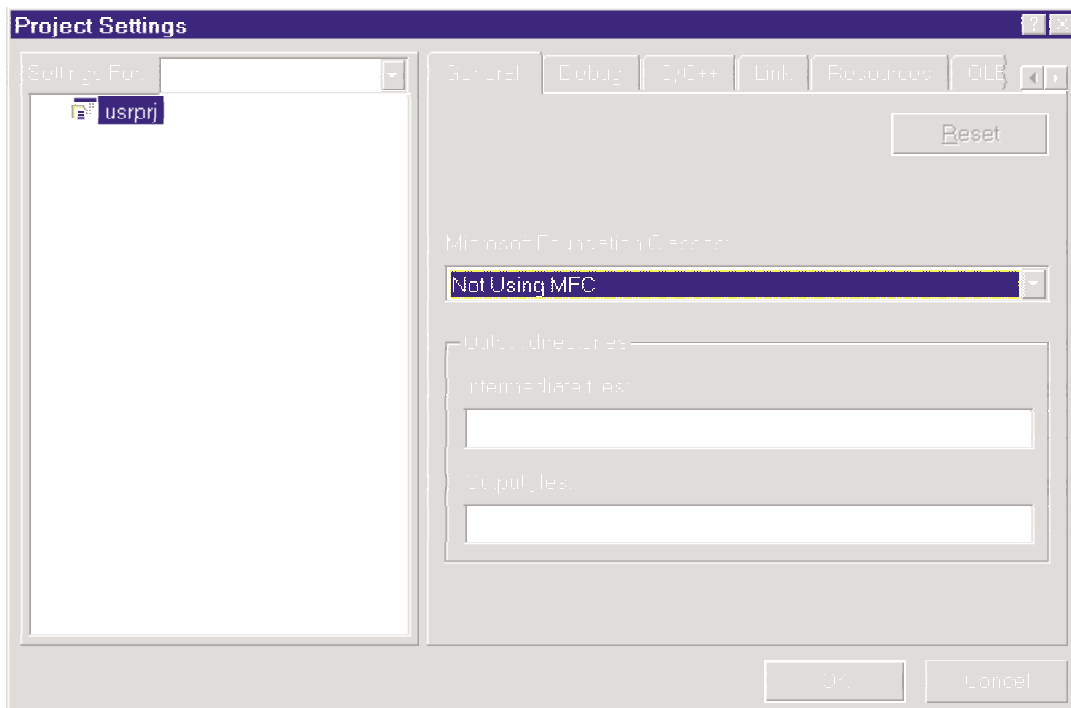 Project Settings
Settings For:
usrprj
General Debug C/C++ Link Resources OLE
Reset
Microsoft Foundation Classes:
Not Using MFC
Output directories
Intermediate files:
Output files:
OK Cancel